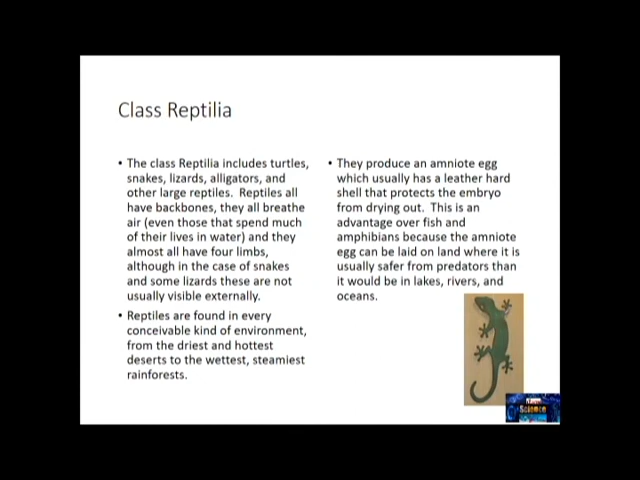 Class Reptilia
• The class Reptilia includes turtles,
snakes, lizards, alligators, and
other large reptiles.  Reptiles all
have backbones, they all breathe
air (even those that spend much
of their lives in water) and they
almost all have four limbs,
although in the case of snakes
and some lizards these are not
usually visible externally.
• Reptiles are found in every
conceivable kind of environment,
from the driest and hottest
deserts to the wettest, steamiest
rainforests.
• They produce an amniote egg
which usually has a leather hard
shell that protects the embryo
from drying out.  This is an
advantage over fish and
amphibians because the amniote
egg can be laid on land where it is
usually safer from predators than
it would be in lakes, rivers, and
oceans.
Science